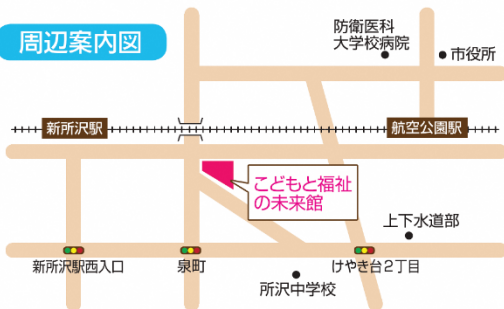 周辺案内図
防衛医科
大学校病院
市役所
新所沢駅
航空公園駅
こどもと福祉
の未来館
上下水道部
新所沢駅西入口
泉町
けやき台2丁目
所沢中学校